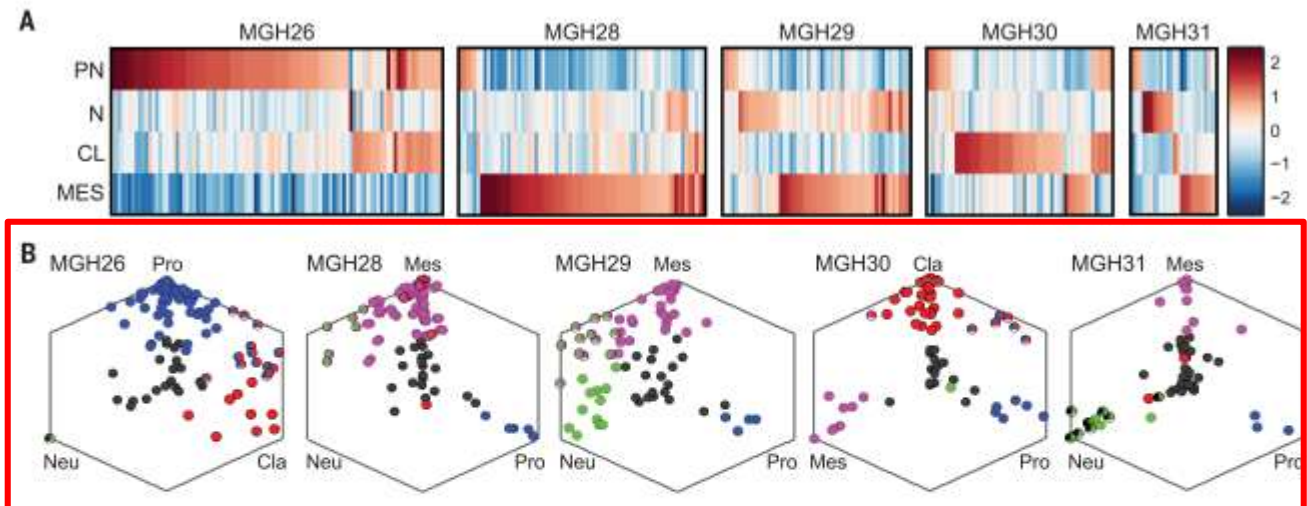 A
MGH26 MGH28 MGH29 MGH30 MGH31
PN
N
CL
MES
2
1
0
−1
−2
B
MGH26 Pro MGH28 Mes MGH29 Mes MGH30 Cla MGH31 Mes
Neu Cla Neu Pro Neu Pro Mes Pro Neu Pro